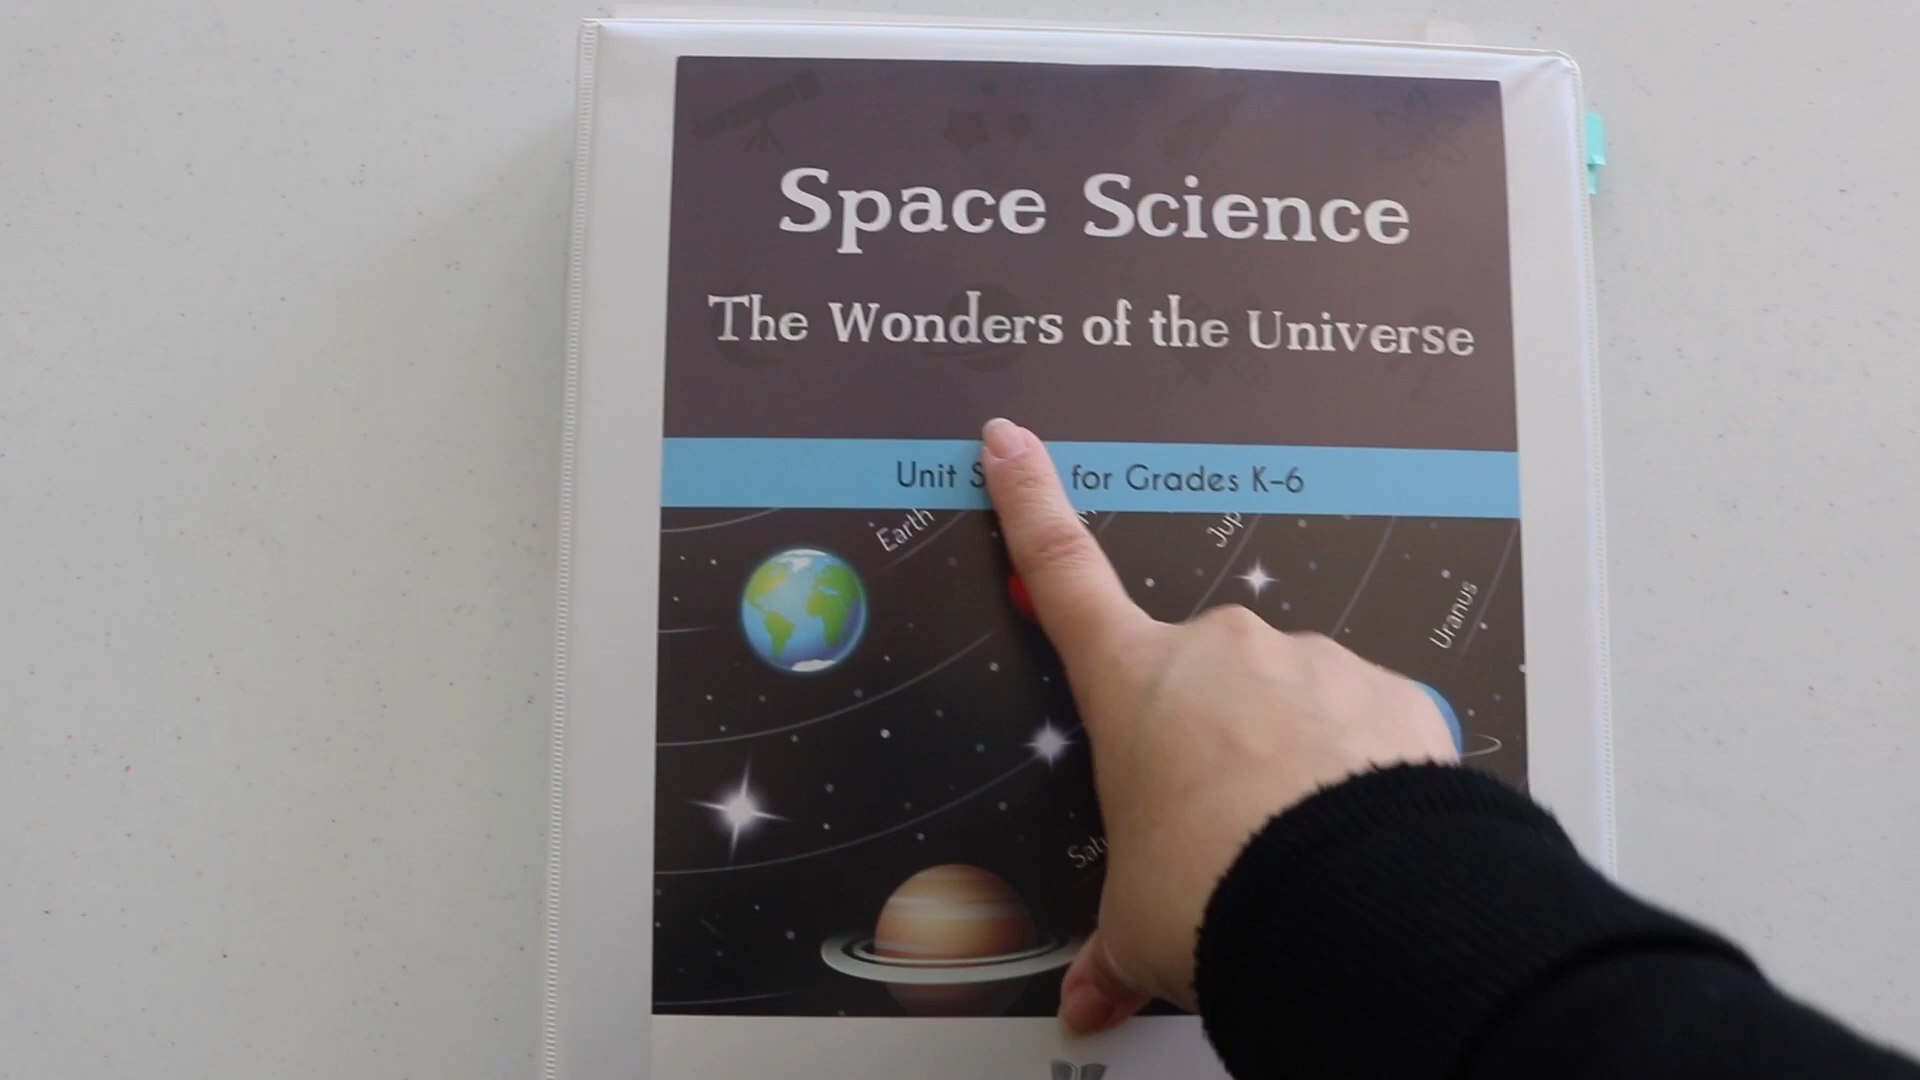 Space Science
The Wonders of the Universe
Unit for Grades K-6
Earth
Uranus